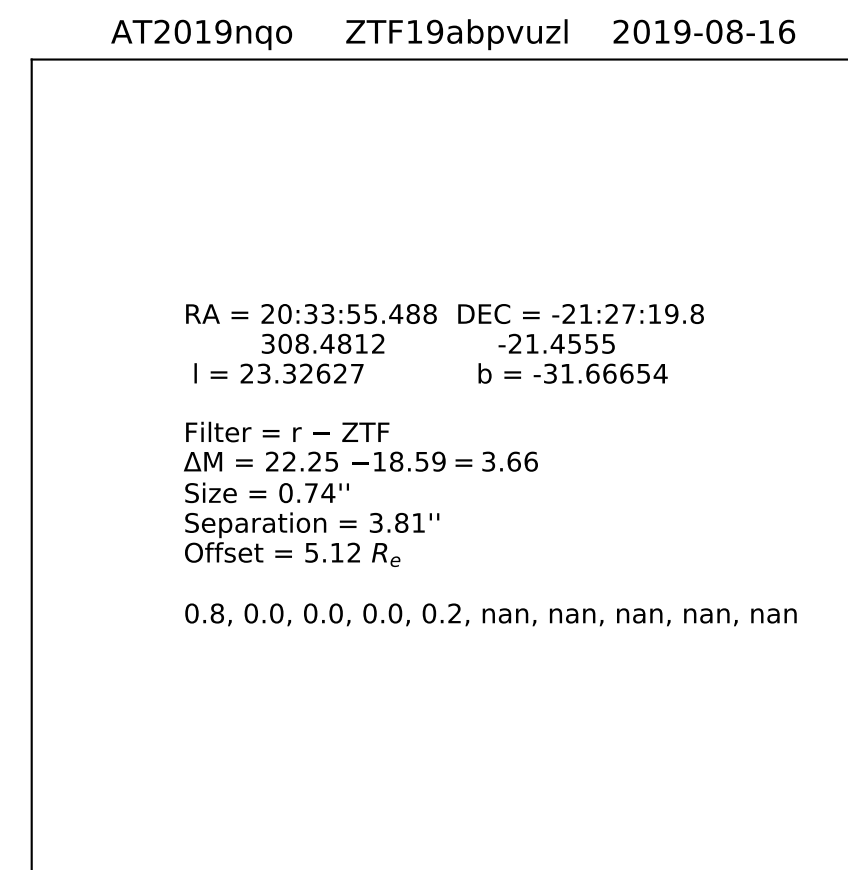 AT2019nqo ZTF19abpvuzl 2019-08-16
RA = 20:33:55.488 DEC = -21:27:19.8
308.4812 -21.4555
l = 23.32627 b = -31.66654
Filter = r − ZTF
ΔM = 22.25 −18.59 = 3.66
Size = 0.74''
Separation = 3.81''
Offset = 5.12 Rₑ
0.8, 0.0, 0.0, 0.0, 0.2, nan, nan, nan, nan, nan